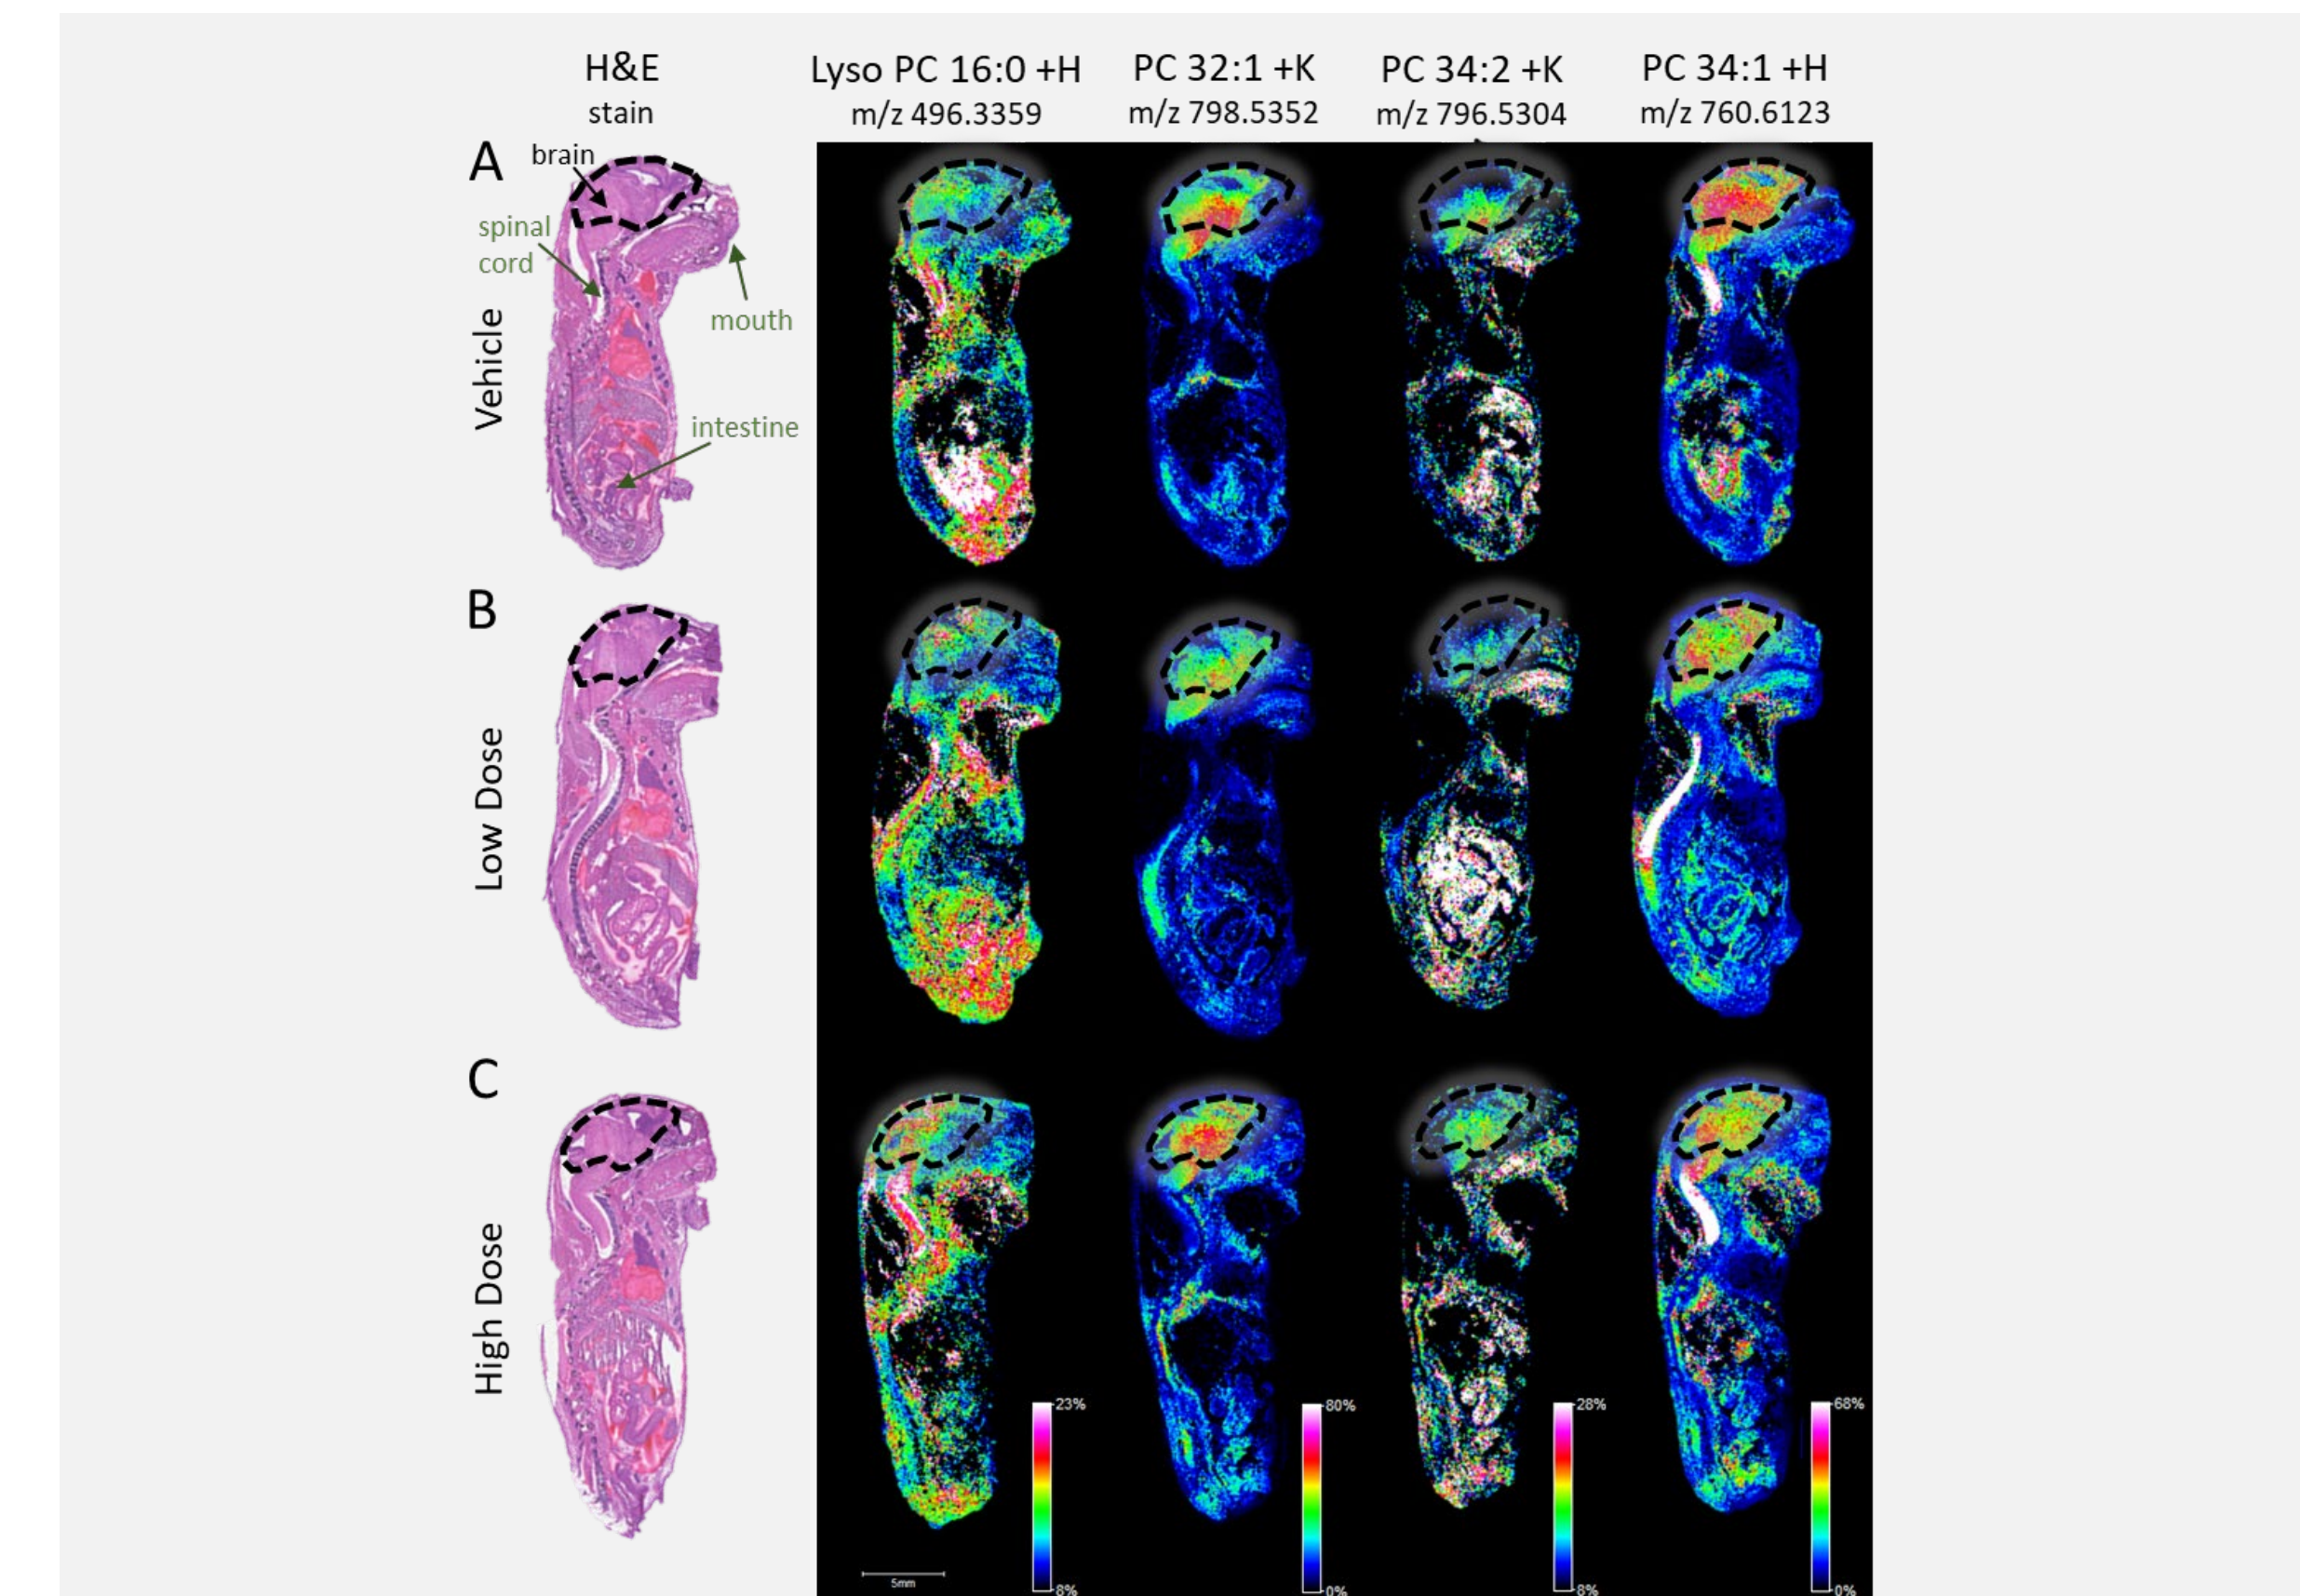 H&E
stain
Lyso PC 16:0 +H
m/z 496.3359
PC 32:1 +K
m/z 798.5352
PC 34:2 +K
m/z 796.5304
PC 34:1 +H
m/z 760.6123
A
brain
spinal
cord
mouth
intestine
Vehicle
B
Low Dose
C
High Dose
23%
8%
80%
0%
28%
8%
68%
0%
5mm